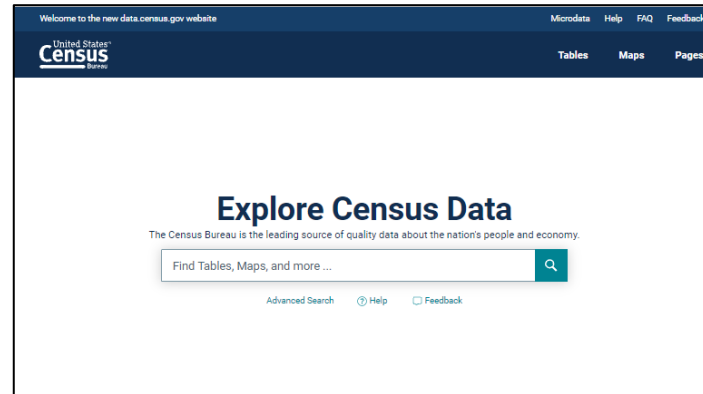 Welcome to the new data.census.gov website
Microdata Help FAQ Feedback
United States®
Census
Bureau
Tables Maps Pages
Explore Census Data
The Census Bureau is the leading source of quality data about the nation's people and economy.
Find Tables, Maps, and more ...
Advanced Search Help Feedback